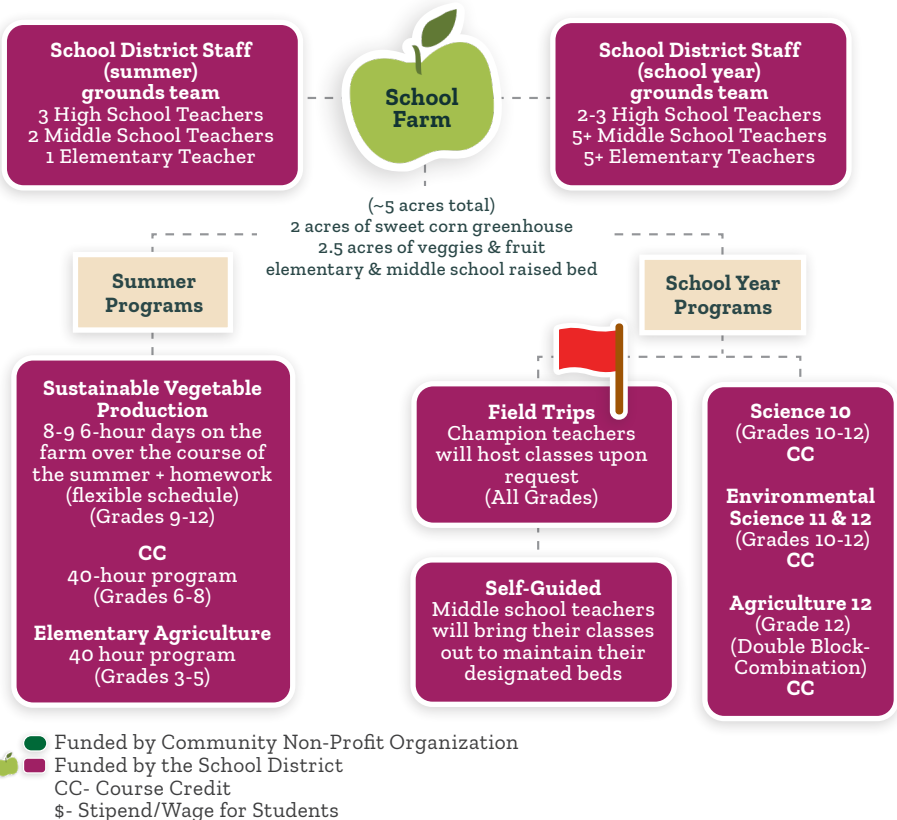 School District Staff
(summer)
grounds team
3 High School Teachers
2 Middle School Teachers
1 Elementary Teacher
School
Farm
School District Staff
(school year)
grounds team
2-3 High School Teachers
5+ Middle School Teachers
5+ Elementary Teachers
(~5 acres total)
2 acres of sweet corn greenhouse
2.5 acres of veggies & fruit
elementary & middle school raised bed
Summer
Programs
Sustainable Vegetable
Production
8-9 6-hour days on the
farm over the course of
the summer + homework
(flexible schedule)
(Grades 9-12)
CC
40-hour program
(Grades 6-8)
Elementary Agriculture
40 hour program
(Grades 3-5)
School Year
Programs
Field Trips
Champion teachers
will host classes upon
request
(All Grades)
Self-Guided
Middle school teachers
will bring their classes
out to maintain their
designated beds
Science 10
(Grades 10-12)
CC
Environmental
Science 11 & 12
(Grades 10-12)
CC
Agriculture 12
(Grade 12)
(Double Block-
Combination)
CC
Funded by Community Non-Profit Organization
Funded by the School District
CC- Course Credit
$- Stipend/Wage for Students